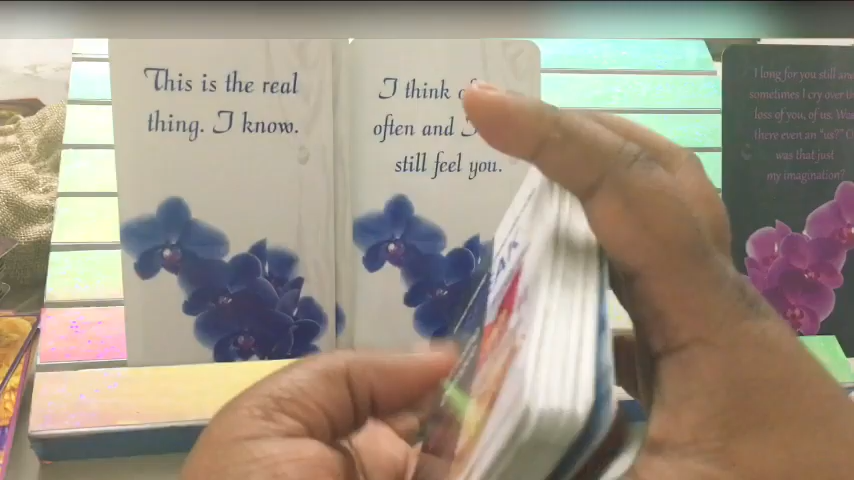 This is the real
thing. I know.
I think
often and
still feel you.
I long for you still and
sometimes I cry over the
loss of you, of us. Was
there even an "us?" Or
was that just
my imagination?